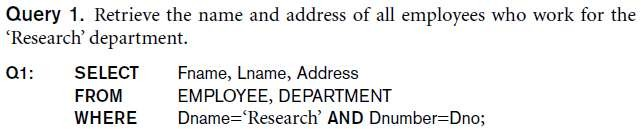 Query 1. Retrieve the name and address of all employees who work for the
‘Research’ department.
Q1: SELECT Fname, Lname, Address
FROM EMPLOYEE, DEPARTMENT
WHERE Dname=‘Research’ AND Dnumber=Dno;